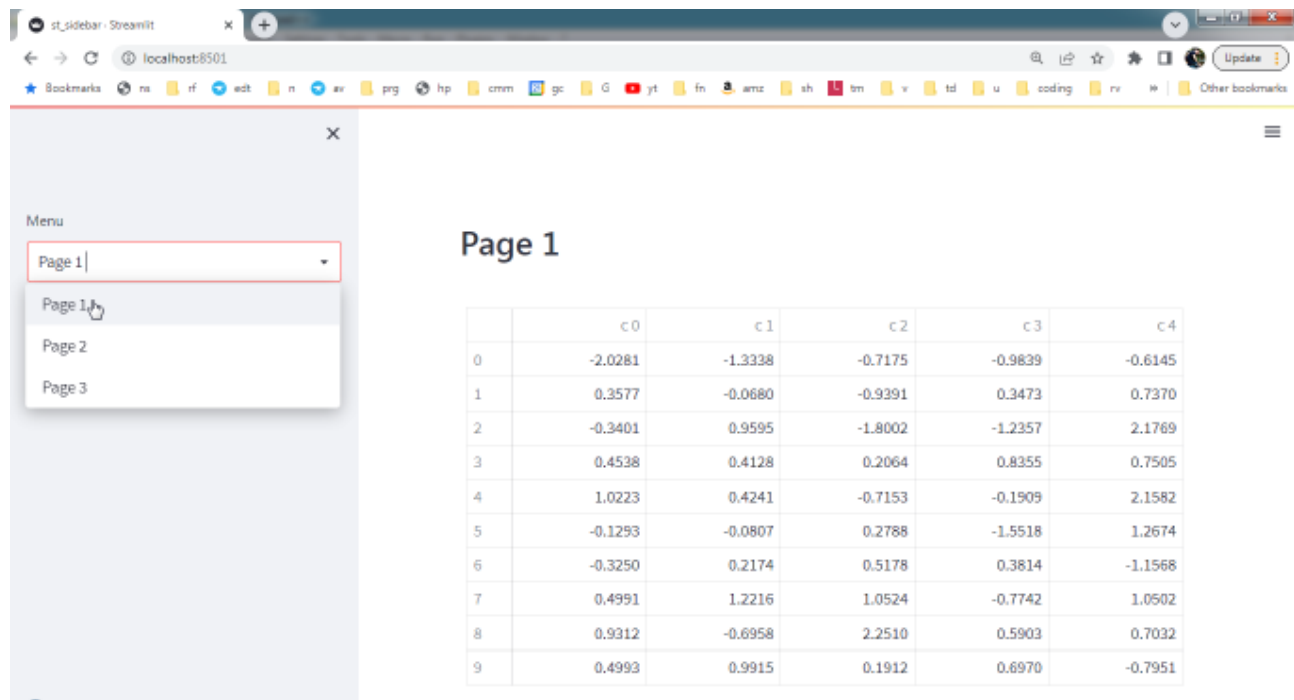 st_sidebar · Streamlit
localhost:8501
Update
Bookmarks ns rf edt n av prg hp cmm gc G yt fn amz sh tm v td u coding rv » Other bookmarks
Menu
Page 1
Page 1
Page 2
Page 3
Page 1
c 0 c 1 c 2 c 3 c 4
0 -2.0281 -1.3338 -0.7175 -0.9839 -0.6145
1 0.3577 -0.0680 -0.9391 0.3473 0.7370
2 -0.3401 0.9595 -1.8002 -1.2357 2.1769
3 0.4538 0.4128 0.2064 0.8355 0.7505
4 1.0223 0.4241 -0.7153 -0.1909 2.1582
5 -0.1293 -0.0807 0.2788 -1.5518 1.2674
6 -0.3250 0.2174 0.5178 0.3814 -1.1568
7 0.4991 1.2216 1.0524 -0.7742 1.0502
8 0.9312 -0.6958 2.2510 0.5903 0.7032
9 0.4993 0.9915 0.1912 0.6970 -0.7951